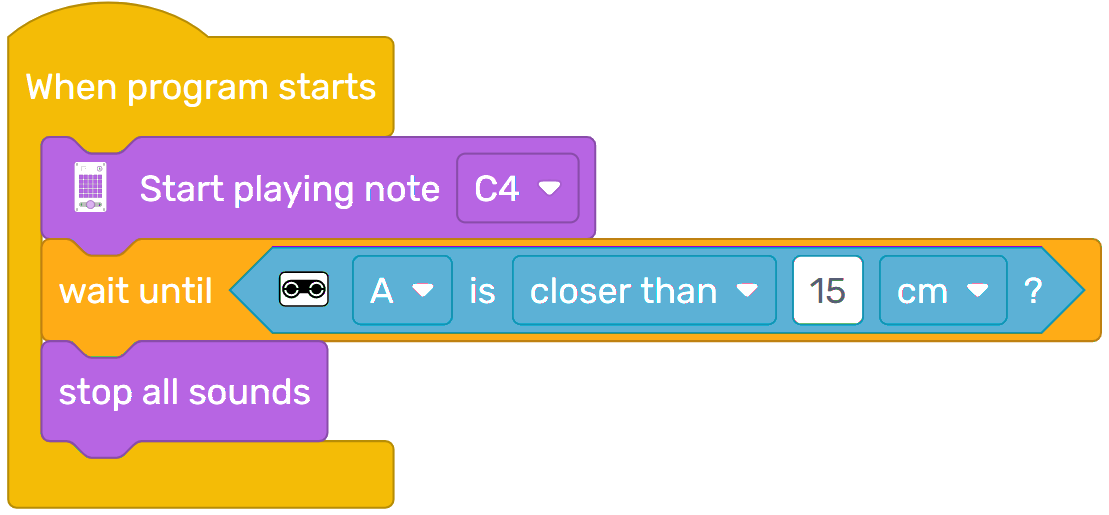 When program starts
Start playing note C4
wait until A is closer than 15 cm ?
stop all sounds